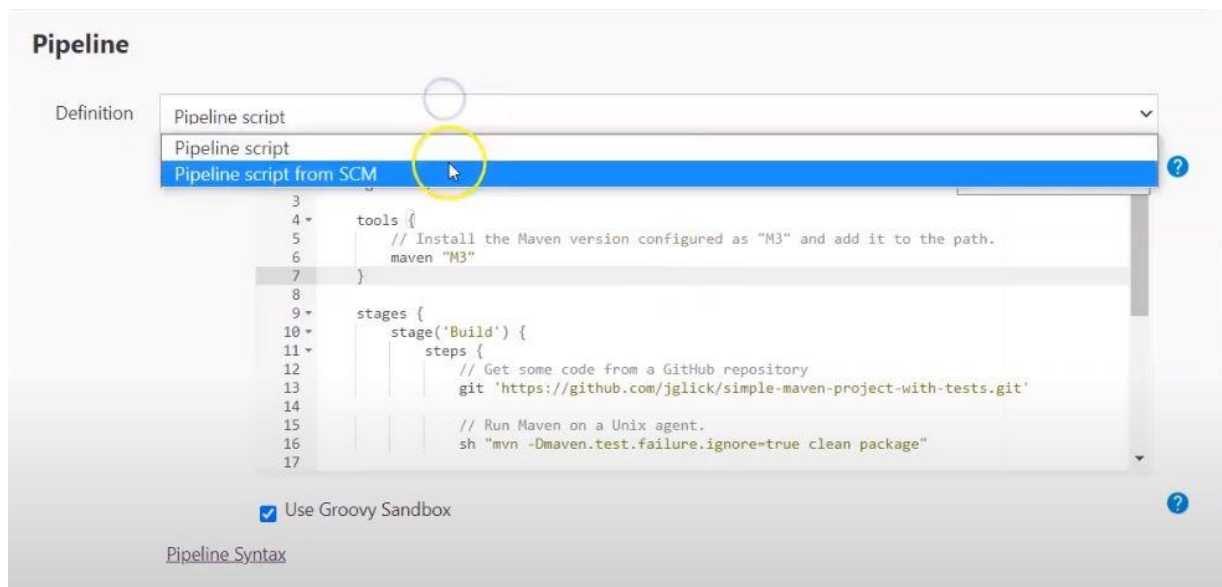 Pipeline
Definition
Pipeline script
Pipeline script
Pipeline script from SCM
?
3
4 tools {
5 // Install the Maven version configured as "M3" and add it to the path.
6 maven "M3"
7 }
8
9 stages {
10 stage('Build') {
11 steps {
12 // Get some code from a GitHub repository
13 git 'https://github.com/jglick/simple-maven-project-with-tests.git'
14
15 // Run Maven on a Unix agent.
16 sh "mvn -Dmaven.test.failure.ignore=true clean package"
17
Use Groovy Sandbox
?
Pipeline Syntax